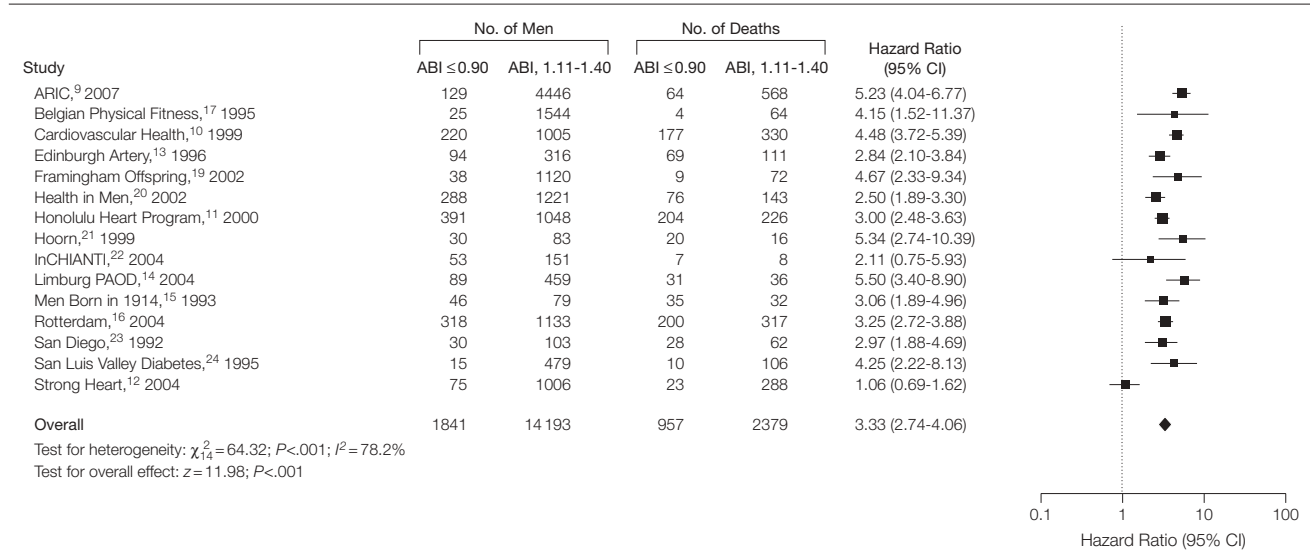 No. of Men No. of Deaths
Study ABI ≤0.90 ABI, 1.11-1.40 ABI ≤0.90 ABI, 1.11-1.40 Hazard Ratio (95% CI)
ARIC,9 2007 129 4446 64 568 5.23 (4.04-6.77)
Belgian Physical Fitness,17 1995 25 1544 4 64 4.15 (1.52-11.37)
Cardiovascular Health,10 1999 220 1005 177 330 4.48 (3.72-5.39)
Edinburgh Artery,13 1996 94 316 69 111 2.84 (2.10-3.84)
Framingham Offspring,19 2002 38 1120 9 72 4.67 (2.33-9.34)
Health in Men,20 2002 288 1221 76 143 2.50 (1.89-3.30)
Honolulu Heart Program,11 2000 391 1048 204 226 3.00 (2.48-3.63)
Hoorn,21 1999 30 83 20 16 5.34 (2.74-10.39)
InCHIANTI,22 2004 53 151 7 8 2.11 (0.75-5.93)
Limburg PAOD,14 2004 89 459 31 36 5.50 (3.40-8.90)
Men Born in 1914,15 1993 46 79 35 32 3.06 (1.89-4.96)
Rotterdam,16 2004 318 1133 200 317 3.25 (2.72-3.88)
San Diego,23 1992 30 103 28 62 2.97 (1.88-4.69)
San Luis Valley Diabetes,24 1995 15 479 10 106 4.25 (2.22-8.13)
Strong Heart,12 2004 75 1006 23 288 1.06 (0.69-1.62)
Overall 1841 14 193 957 2379 3.33 (2.74-4.06)
Test for heterogeneity: χ²14 = 64.32; P<.001; I² = 78.2%
Test for overall effect: z = 11.98; P<.001
0.1 1 10 100
Hazard Ratio (95% CI)